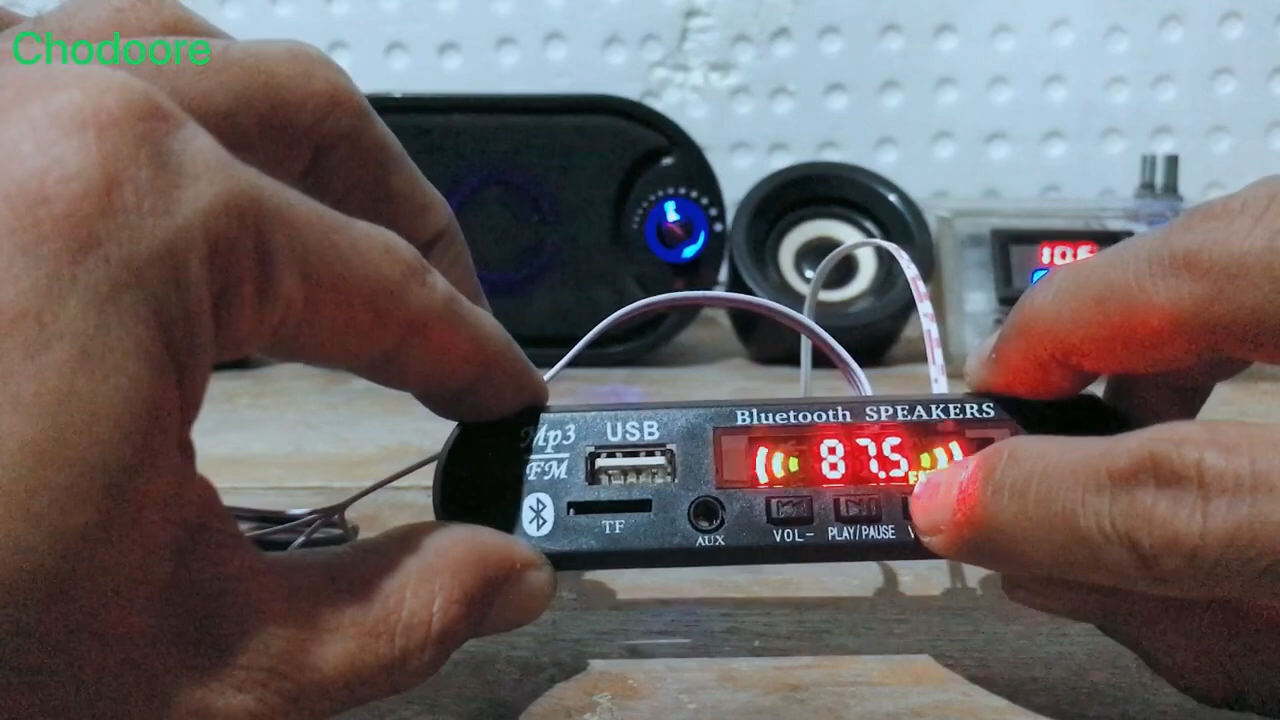 Chodoore
Mp3
FM
USB
Bluetooth SPEAKERS
87.5
TF
AUX
VOL-
PLAY/PAUSE